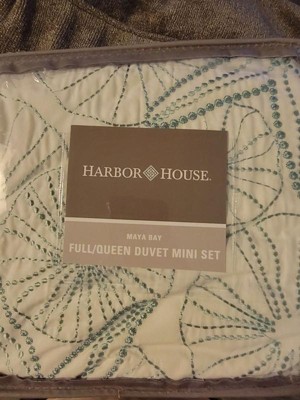 HARBOR HOUSE
MAYA BAY
FULL/QUEEN DUVET MINI SET